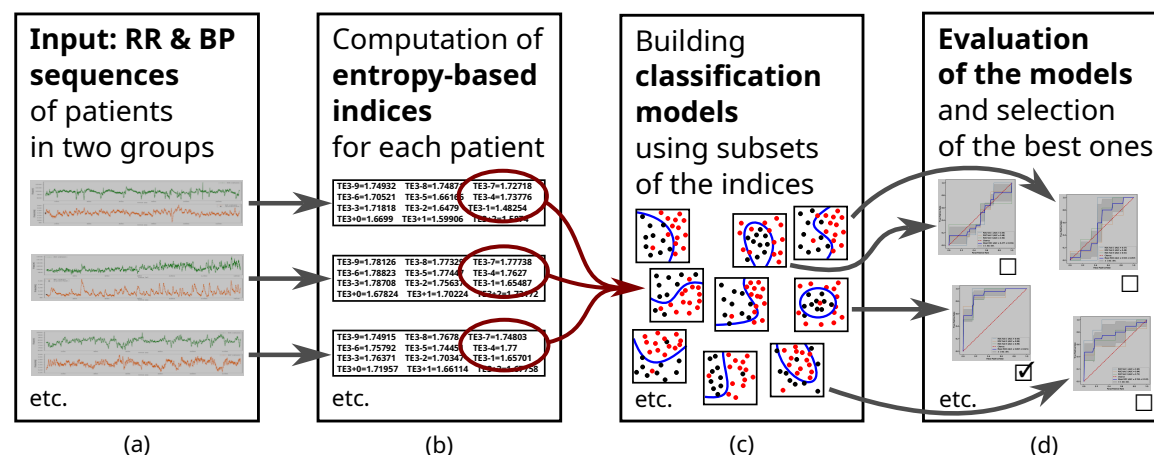 Input: RR & BP
sequences
of patients
in two groups
etc.
(a)
Computation of
entropy-based
indices
for each patient
TE3-9=1.74932 TE3-8=1.7487 TE3-7=1.72718
TE3-6=1.70521 TE3-5=1.66165 TE3-4=1.73776
TE3-3=1.71818 TE3-2=1.6479 TE3-1=1.48254
TE3+0=1.6699 TE3+1=1.59906
TE3-9=1.78126 TE3-8=1.77329 TE3-7=1.77738
TE3-6=1.78823 TE3-5=1.7744 TE3-4=1.7627
TE3-3=1.78708 TE3-2=1.75637 TE3-1=1.65487
TE3+0=1.67824 TE3+1=1.70224
TE3-9=1.74915 TE3-8=1.7678 TE3-7=1.74803
TE3-6=1.75792 TE3-5=1.7445 TE3-4=1.77
TE3-3=1.76371 TE3-2=1.70347 TE3-1=1.65701
TE3+0=1.71957 TE3+1=1.66114
etc.
(b)
Building
classification
models
using subsets
of the indices
etc.
(c)
Evaluation
of the models
and selection
of the best ones
etc.
(d)